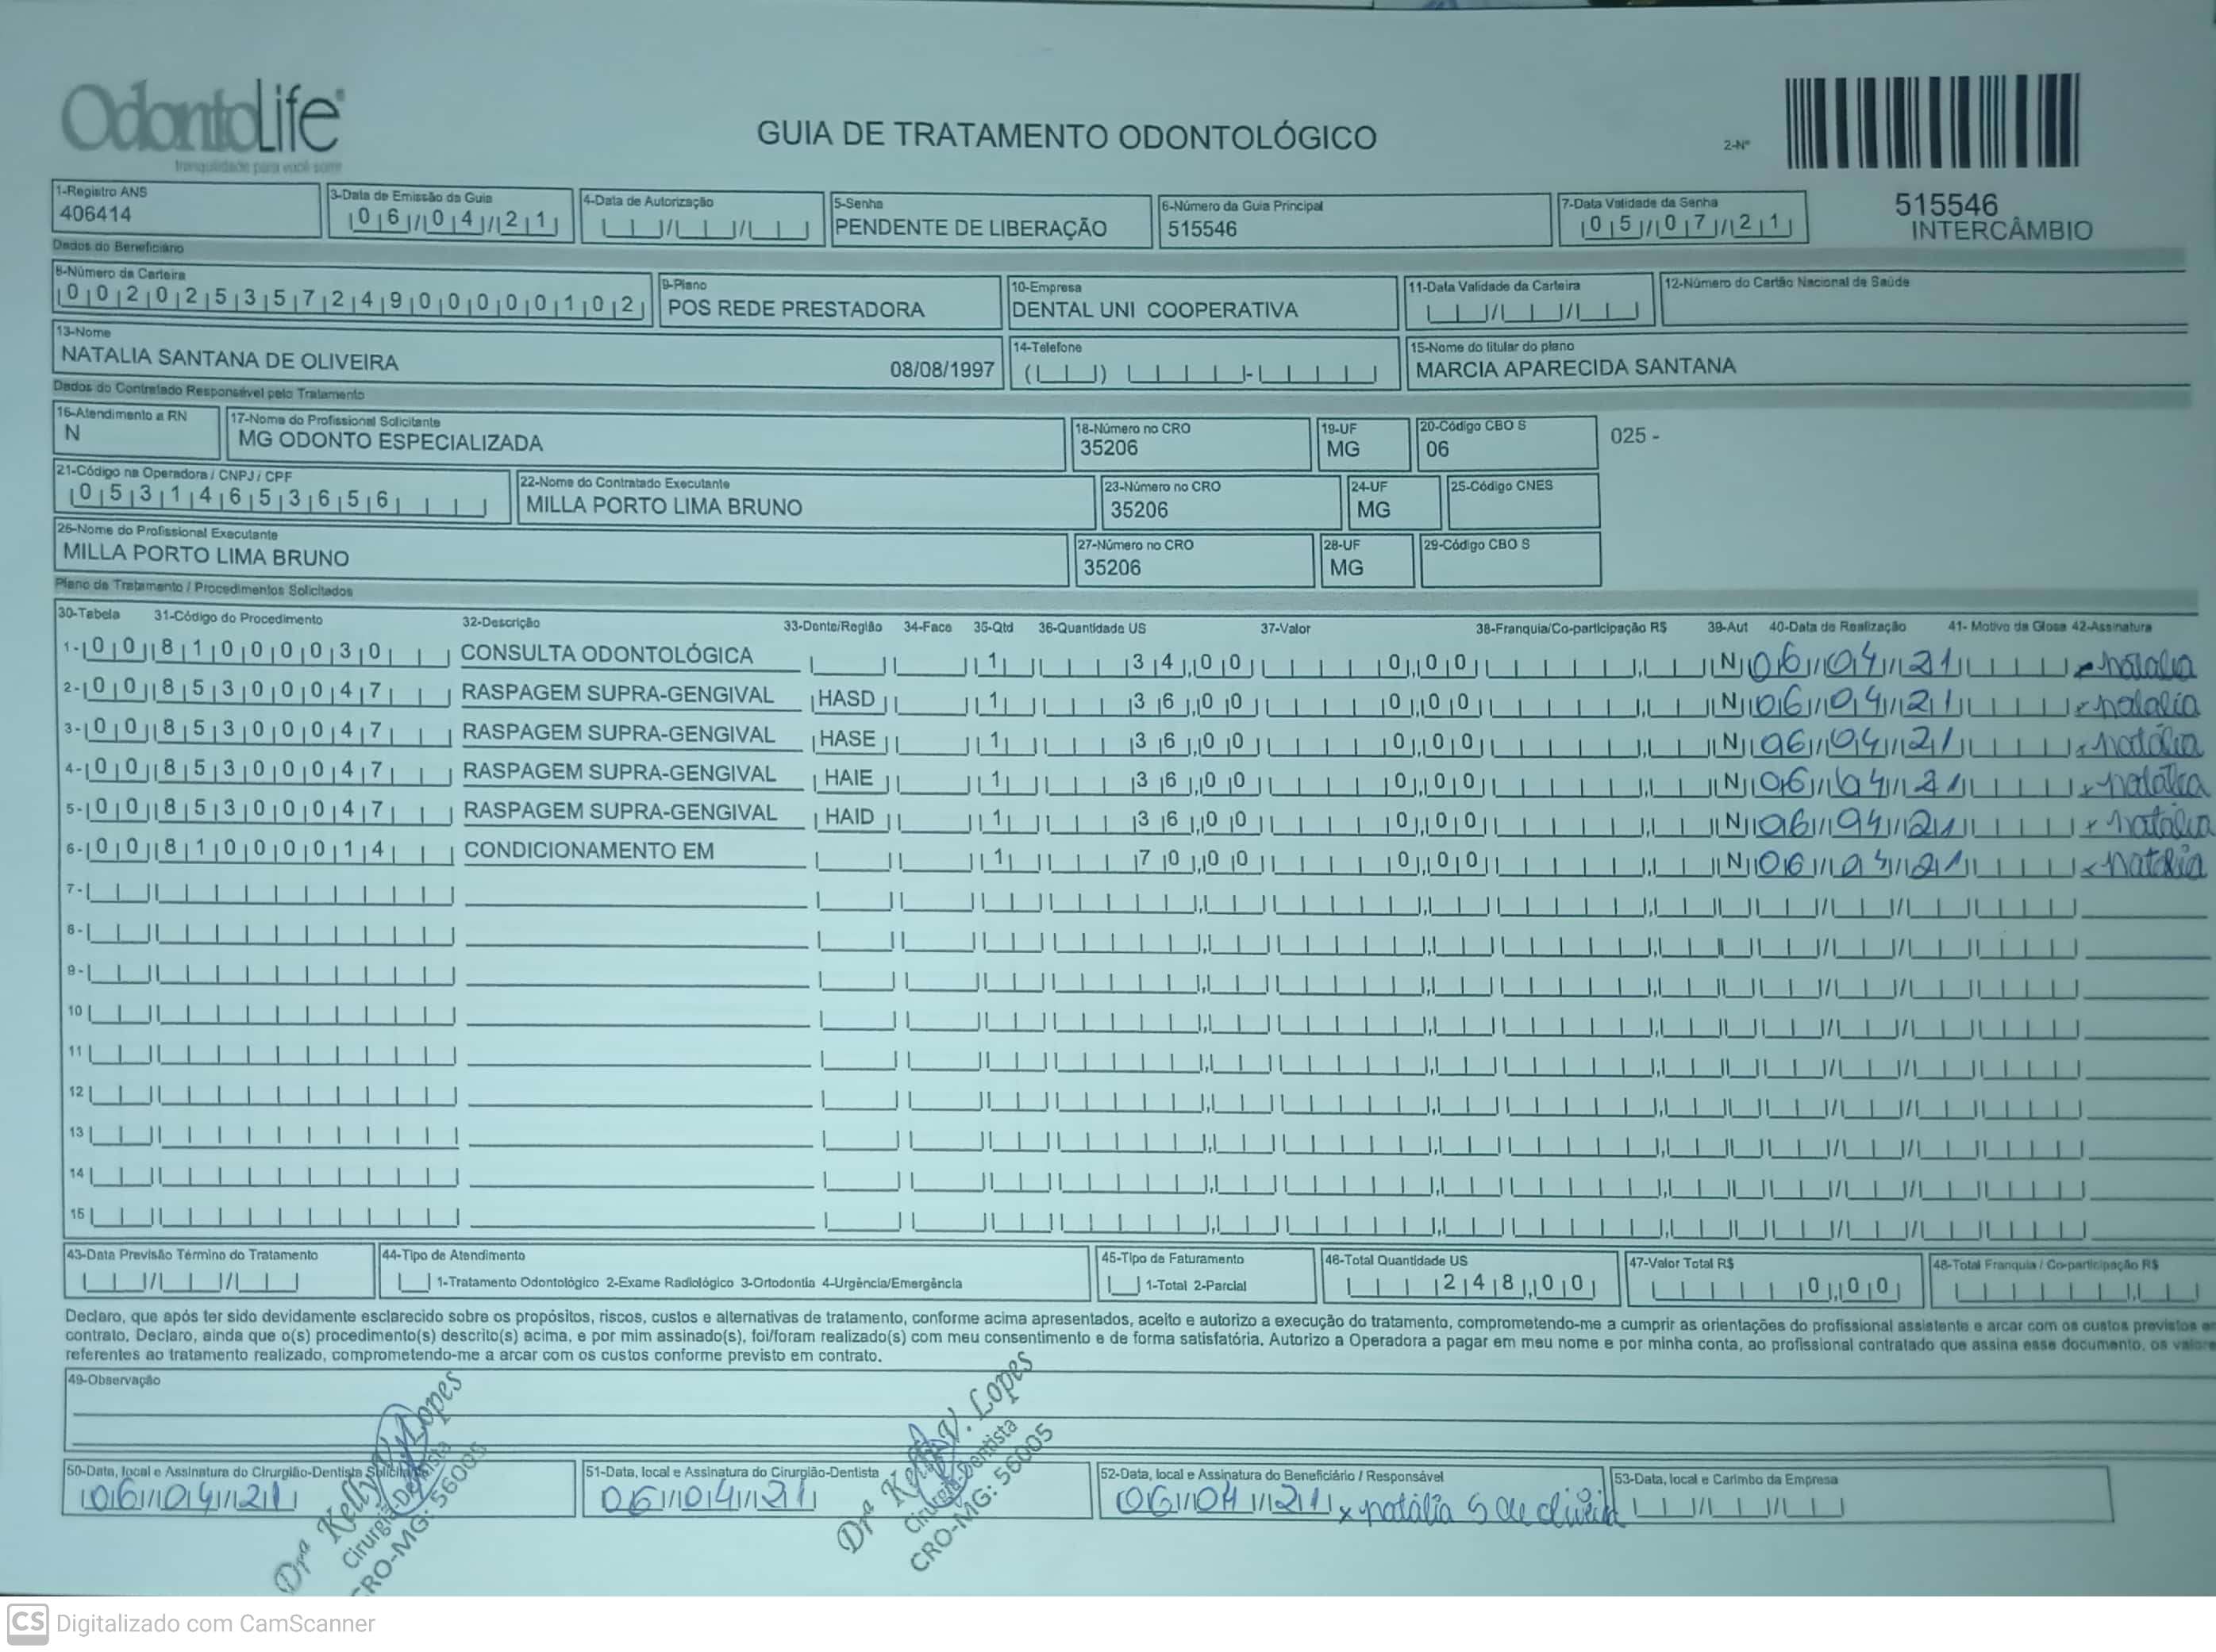 OdontoLife®
tranquilidade para você sorrir
GUIA DE TRATAMENTO ODONTOLÓGICO
2-Nº
515546
INTERCÂMBIO
1-Registro ANS
406414
3-Data de Emissão da Guia
06/04/21
4-Data de Autorização
5-Senha
PENDENTE DE LIBERAÇÃO
6-Número da Guia Principal
515546
7-Data Validade da Senha
05/07/21
Dados do Beneficiário
8-Número da Carteira
00202535724900000102
9-Plano
POS REDE PRESTADORA
10-Empresa
DENTAL UNI COOPERATIVA
11-Data Validade da Carteira
12-Número do Cartão Nacional de Saúde
13-Nome
NATALIA SANTANA DE OLIVEIRA 08/08/1997
14-Telefone
15-Nome do titular do plano
MARCIA APARECIDA SANTANA
Dados do Contratado Responsável pelo Tratamento
16-Atendimento a RN
N
17-Nome do Profissional Solicitante
MG ODONTO ESPECIALIZADA
18-Número no CRO
35206
19-UF
MG
20-Código CBO S
06
025 -
21-Código na Operadora / CNPJ / CPF
05314653656
22-Nome do Contratado Executante
MILLA PORTO LIMA BRUNO
23-Número no CRO
35206
24-UF
MG
25-Código CNES
26-Nome do Profissional Executante
MILLA PORTO LIMA BRUNO
27-Número no CRO
35206
28-UF
MG
29-Código CBO S
Plano de Tratamento / Procedimentos Solicitados
30-Tabela 31-Código do Procedimento 32-Descrição 33-Dente/Região 34-Face 35-Qtd 36-Quantidade US 37-Valor 38-Franquia/Co-participação R$ 39-Aut 40-Data de Realização 41- Motivo da Glosa 42-Assinatura
1- 00 81000030 CONSULTA ODONTOLÓGICA 1 34,00 0,00 N 06/04/21 natalia
2- 00 85300047 RASPAGEM SUPRA-GENGIVAL HASD 1 36,00 0,00 N 06/04/21 x natalia
3- 00 85300047 RASPAGEM SUPRA-GENGIVAL HASE 1 36,00 0,00 N 06/04/21 x natália
4- 00 85300047 RASPAGEM SUPRA-GENGIVAL HAIE 1 36,00 0,00 N 06/04/21 x natália
5- 00 85300047 RASPAGEM SUPRA-GENGIVAL HAID 1 36,00 0,00 N 06/04/21 x natália
6- 00 81000014 CONDICIONAMENTO EM 1 70,00 0,00 N 06/04/21 x natália
7-
8-
9-
10
11
12
13
14
15
43-Data Previsão Término do Tratamento
44-Tipo de Atendimento
1-Tratamento Odontológico 2-Exame Radiológico 3-Ortodontia 4-Urgência/Emergência
45-Tipo de Faturamento
1-Total 2-Parcial
46-Total Quantidade US
248,00
47-Valor Total R$
0,00
48-Total Franquia / Co-participação R$
Declaro, que após ter sido devidamente esclarecido sobre os propósitos, riscos, custos e alternativas de tratamento, conforme acima apresentados, aceito e autorizo a execução do tratamento, comprometendo-me a cumprir as orientações do profissional assistente e arcar com os custos previstos em
contrato. Declaro, ainda que o(s) procedimento(s) descrito(s) acima, e por mim assinado(s), foi/foram realizado(s) com meu consentimento e de forma satisfatória. Autorizo a Operadora a pagar em meu nome e por minha conta, ao profissional contratado que assina esse documento, os valore
referentes ao tratamento realizado, comprometendo-me a arcar com os custos conforme previsto em contrato.
49-Observação
50-Data, local e Assinatura do Cirurgião-Dentista Solicitante
06/04/21
Drª Kelly V. Lopes
Cirurgiã-Dentista
CRO-MG: 56005
51-Data, local e Assinatura do Cirurgião-Dentista
06/04/21
Drª Kelly V. Lopes
Cirurgiã-Dentista
CRO-MG: 56005
52-Data, local e Assinatura do Beneficiário / Responsável
06/04/21 x natália S de oliveira
53-Data, local e Carimbo da Empresa
CS Digitalizado com CamScanner